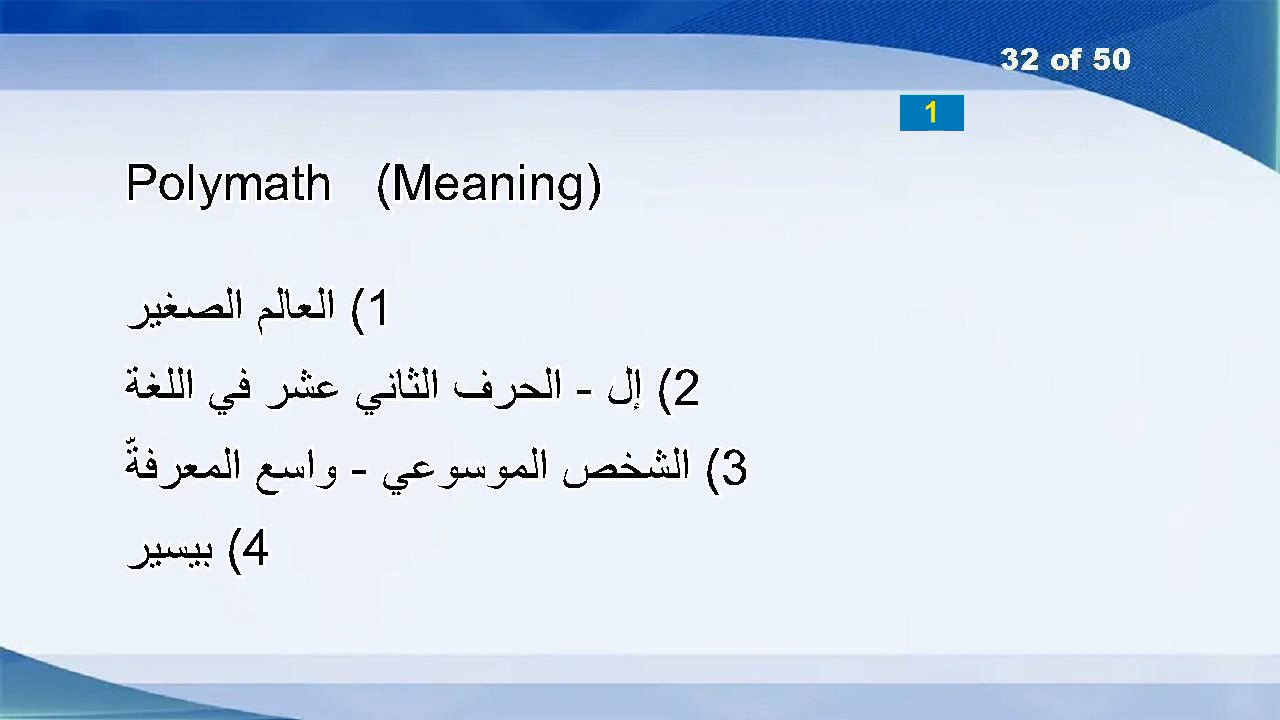 32 of 50
1
Polymath (Meaning)
1) العالم الصغير
2) إل - الحرف الثاني عشر في اللغة
3) الشخص الموسوعي - واسع المعرفةّ
4) بيسير